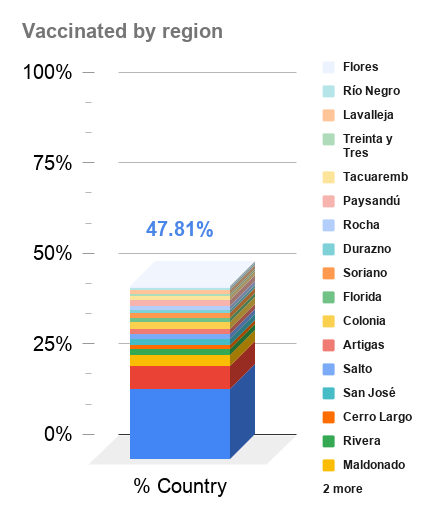 Vaccinated by region
100%
75%
50%
25%
0%
47.81%
% Country
Flores
Río Negro
Lavalleja
Treinta y
Tres
Tacuaremb
Paysandú
Rocha
Durazno
Soriano
Florida
Colonia
Artigas
Salto
San José
Cerro Largo
Rivera
Maldonado
2 more